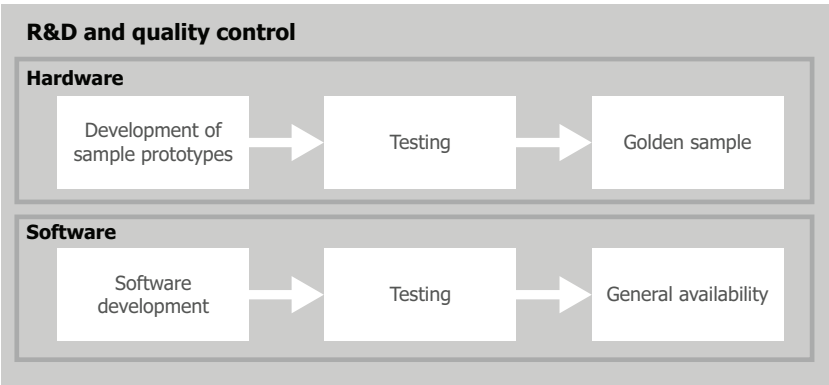 R&D and quality control
Hardware
Development of
sample prototypes
Testing
Golden sample
Software
Software
development
Testing
General availability